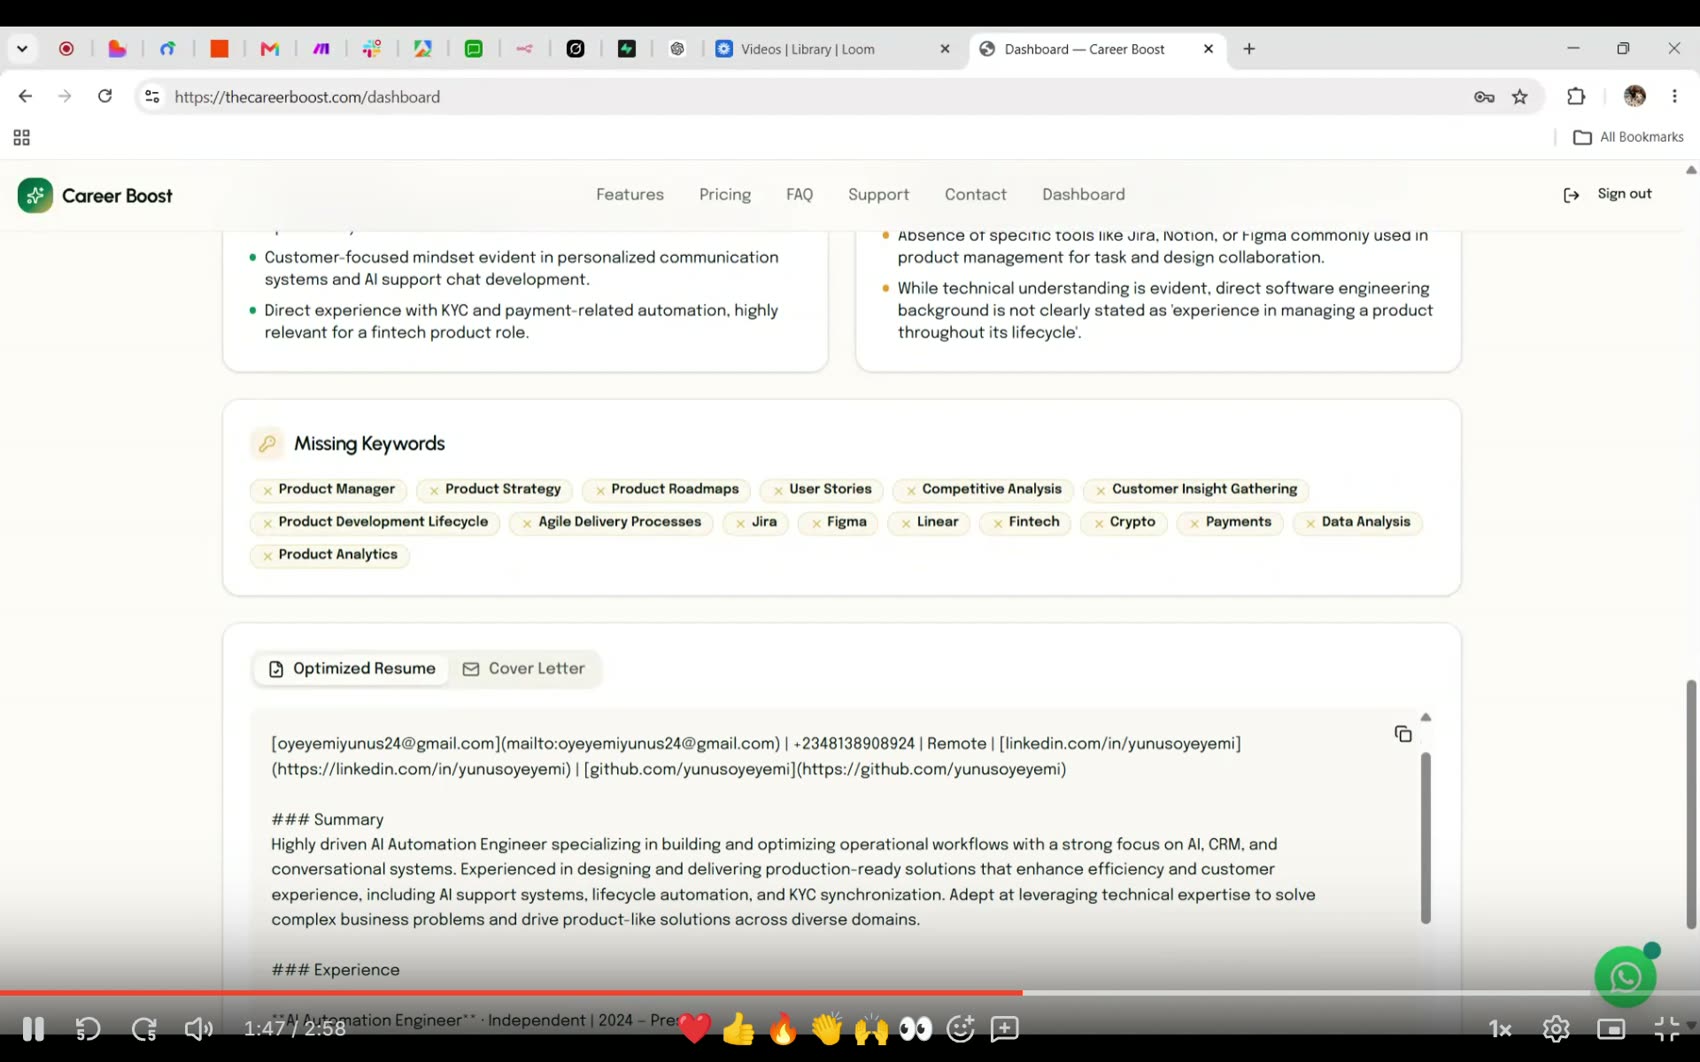 Videos | Library | Loom
Dashboard — Career Boost
https://thecareerboost.com/dashboard
All Bookmarks
Career Boost
Features
Pricing
FAQ
Support
Contact
Dashboard
Sign out
Customer-focused mindset evident in personalized communication
systems and AI support chat development.
Direct experience with KYC and payment-related automation, highly
relevant for a fintech product role.
Absence of specific tools like Jira, Notion, or Figma commonly used in
product management for task and design collaboration.
While technical understanding is evident, direct software engineering
background is not clearly stated as 'experience in managing a product
throughout its lifecycle'.
Missing Keywords
Product Manager
Product Strategy
Product Roadmaps
User Stories
Competitive Analysis
Customer Insight Gathering
Product Development Lifecycle
Agile Delivery Processes
Jira
Figma
Linear
Fintech
Crypto
Payments
Data Analysis
Product Analytics
Optimized Resume
Cover Letter
[oyeyemiyunus24@gmail.com](mailto:oyeyemiyunus24@gmail.com) | +2348138908924 | Remote | [linkedin.com/in/yunusoyeyemi]
(https://linkedin.com/in/yunusoyeyemi) | [github.com/yunusoyeyemi](https://github.com/yunusoyeyemi)
### Summary
Highly driven AI Automation Engineer specializing in building and optimizing operational workflows with a strong focus on AI, CRM, and
conversational systems. Experienced in designing and delivering production-ready solutions that enhance efficiency and customer
experience, including AI support systems, lifecycle automation, and KYC synchronization. Adept at leveraging technical expertise to solve
complex business problems and drive product-like solutions across diverse domains.
### Experience
**AI Automation Engineer** · Independent | 2024 – Pres
1:47 / 2:58
1x